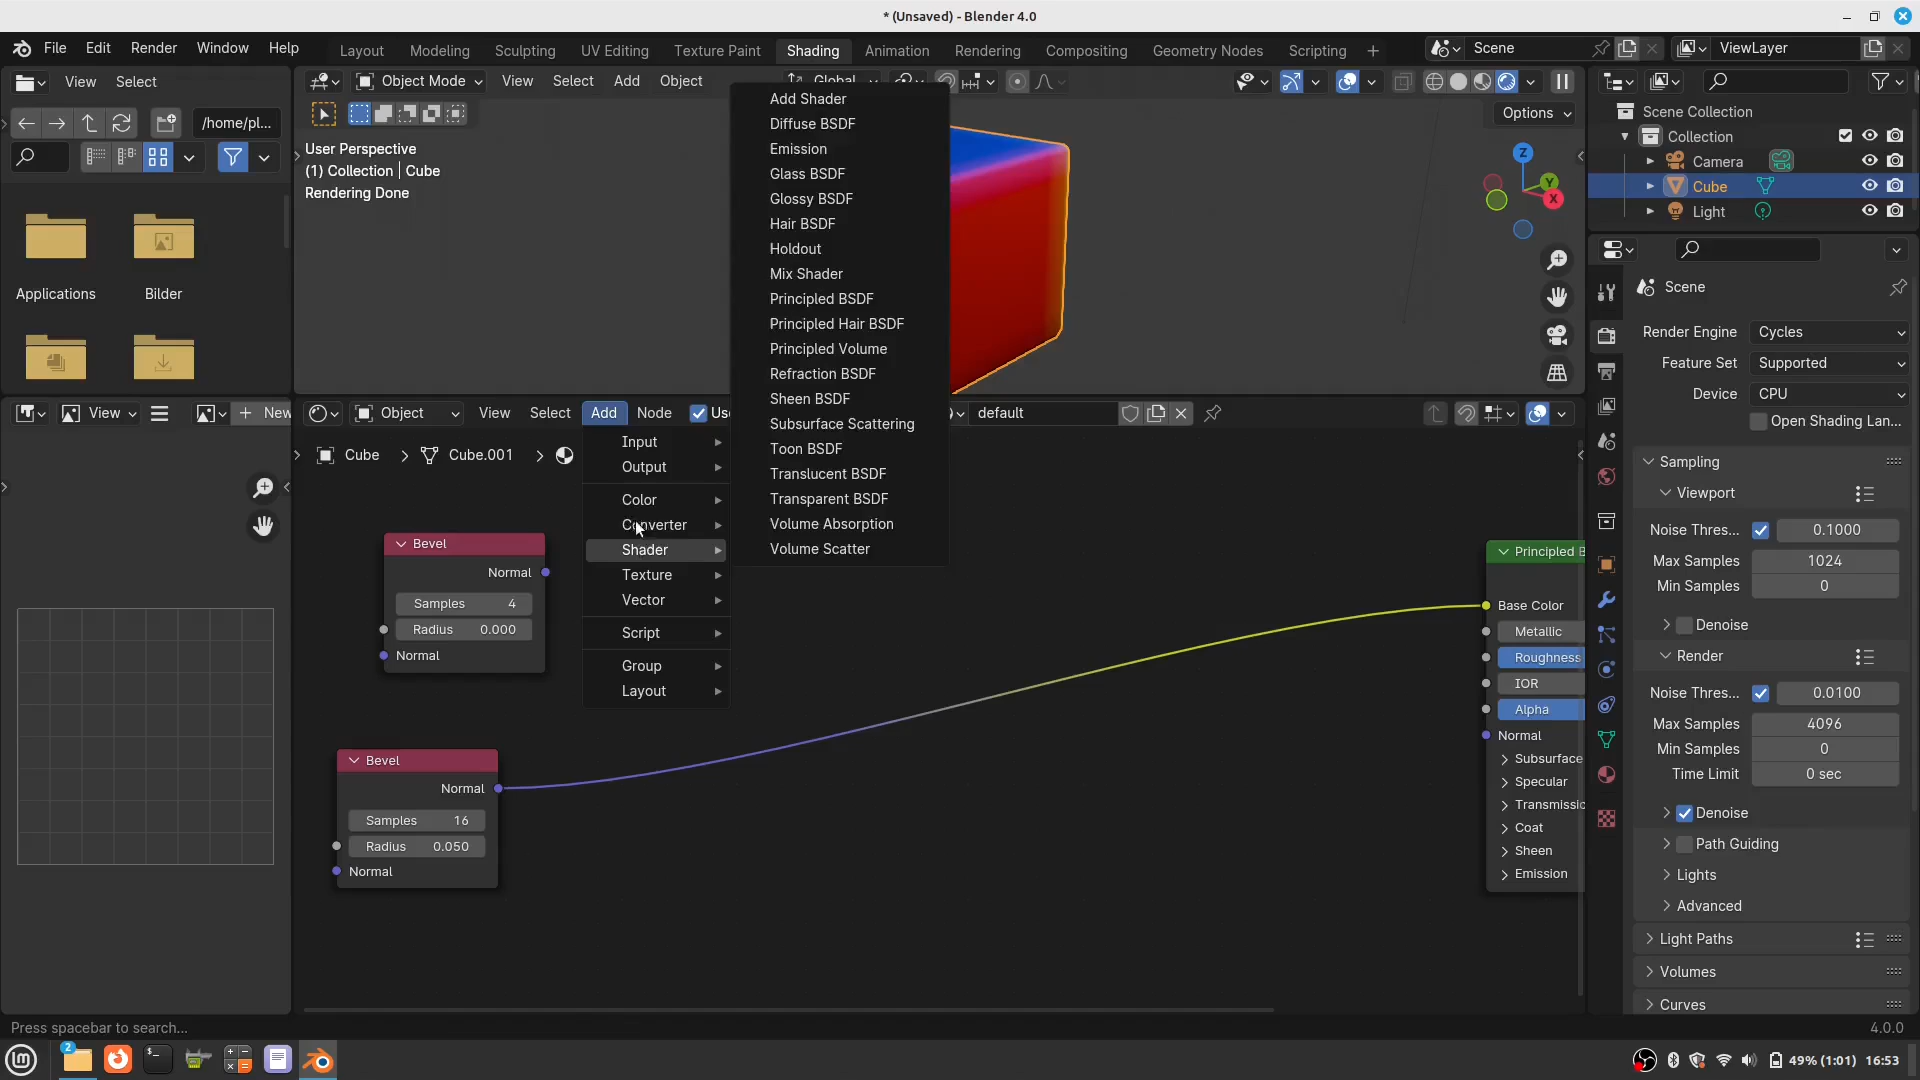 * (Unsaved) - Blender 4.0
File Edit Render Window Help Layout Modeling Sculpting UV Editing Texture Paint Shading Animation Rendering Compositing Geometry Nodes Scripting + Scene ViewLayer
View Select
Object Mode View Select Add Object Global
/home/pl...
Options
User Perspective
(1) Collection | Cube
Rendering Done
Z
Y
X
Applications
Bilder
Add Shader
Diffuse BSDF
Emission
Glass BSDF
Glossy BSDF
Hair BSDF
Holdout
Mix Shader
Principled BSDF
Principled Hair BSDF
Principled Volume
Refraction BSDF
Sheen BSDF
Subsurface Scattering
Toon BSDF
Translucent BSDF
Transparent BSDF
Volume Absorption
Volume Scatter
Scene Collection
Collection
Camera
Cube
Light
Scene
Render Engine Cycles
Feature Set Supported
Device CPU
Open Shading Lan...
Sampling
Viewport
Noise Thres... 0.1000
Max Samples 1024
Min Samples 0
Denoise
Render
Noise Thres... 0.0100
Max Samples 4096
Min Samples 0
Time Limit 0 sec
Denoise
Path Guiding
Lights
Advanced
Light Paths
Volumes
Curves
View + New
Object View Select Add Node Us default
Cube > Cube.001 >
Input
Output
Color
Converter
Shader
Texture
Vector
Script
Group
Layout
Bevel
Normal
Samples 4
Radius 0.000
Normal
Bevel
Normal
Samples 16
Radius 0.050
Normal
Principled B
Base Color
Metallic
Roughness
IOR
Alpha
Normal
Subsurface
Specular
Transmissic
Coat
Sheen
Emission
Press spacebar to search...
4.0.0
2
49% (1:01) 16:53